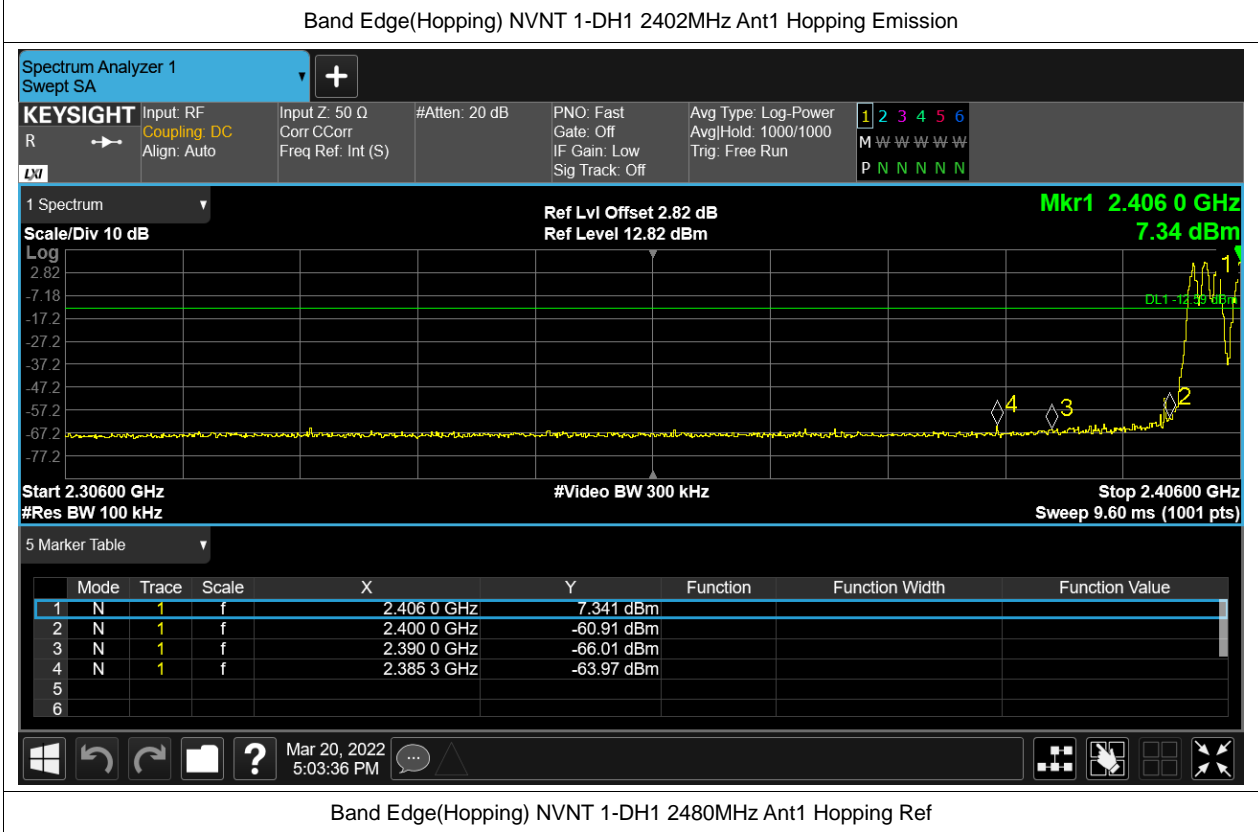 Band Edge(Hopping) NVNT 1-DH1 2402MHz Ant1 Hopping Emission
Spectrum Analyzer 1
Swept SA
KEYSIGHT Input: RF Input Z: 50 Ω #Atten: 20 dB PNO: Fast Avg Type: Log-Power 1 2 3 4 5 6
R Coupling: DC Corr CCorr Gate: Off Avg|Hold: 1000/1000 M W W W W W
Align: Auto Freq Ref: Int (S) IF Gain: Low Trig: Free Run
LXI Sig Track: Off P N N N N N
1 Spectrum
Ref Lvl Offset 2.82 dB
Mkr1 2.406 0 GHz
Scale/Div 10 dB Ref Level 12.82 dBm 7.34 dBm
Log
1
2.82
-7.18
DL1 -12.59 dBm
-17.2
-27.2
-37.2
-47.2
4 3 2
-57.2
-67.2
-77.2
Start 2.30600 GHz #Video BW 300 kHz Stop 2.40600 GHz
#Res BW 100 kHz Sweep 9.60 ms (1001 pts)
5 Marker Table
Mode Trace Scale X Y Function Function Width Function Value
1 N 1 f 2.406 0 GHz 7.341 dBm
2 N 1 f 2.400 0 GHz -60.91 dBm
3 N 1 f 2.390 0 GHz -66.01 dBm
4 N 1 f 2.385 3 GHz -63.97 dBm
5
6
?
Mar 20, 2022
5:03:36 PM
Band Edge(Hopping) NVNT 1-DH1 2480MHz Ant1 Hopping Ref